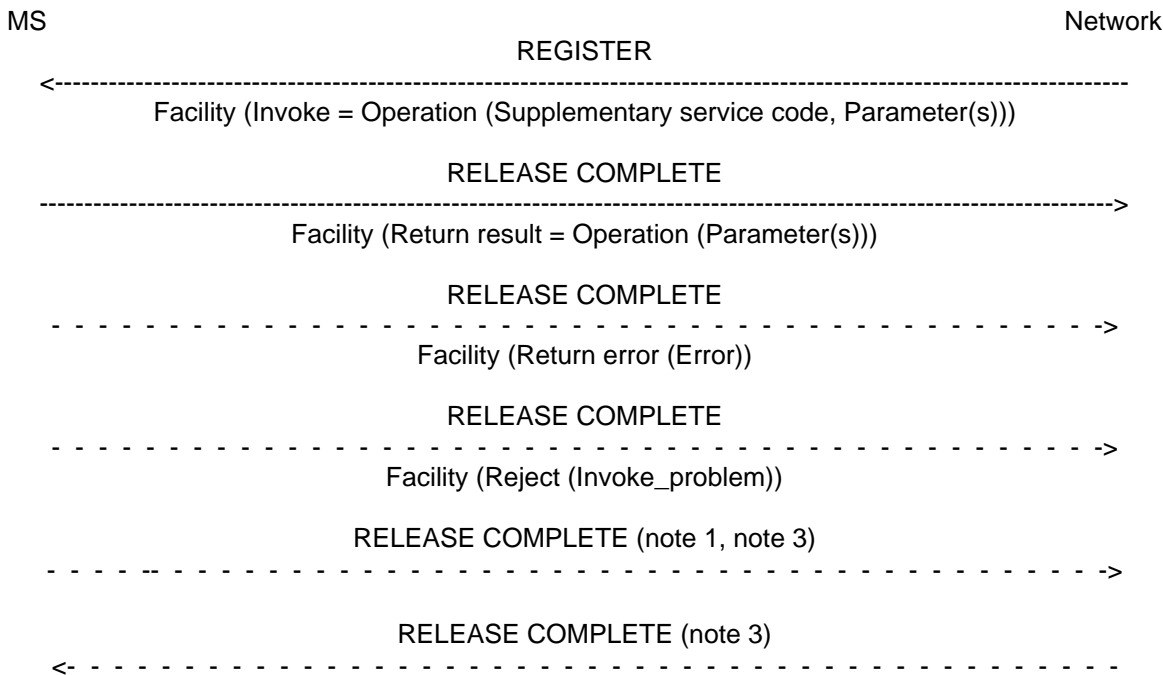 MS Network
REGISTER
<------------------------------------------------------------------------------------------------------------------------
Facility (Invoke = Operation (Supplementary service code, Parameter(s)))
RELEASE COMPLETE
------------------------------------------------------------------------------------------------------------------------>
Facility (Return result = Operation (Parameter(s)))
RELEASE COMPLETE
- - - - - - - - - - - - - - - - - - - - - - - - - - - - - - - - - - - - - - - - - - - - ->
Facility (Return error (Error))
RELEASE COMPLETE
- - - - - - - - - - - - - - - - - - - - - - - - - - - - - - - - - - - - - - - - - - - - ->
Facility (Reject (Invoke_problem))
RELEASE COMPLETE (note 1, note 3)
- - - - -- - - - - - - - - - - - - - - - - - - - - - - - - - - - - - - - - - - - - - - - ->
RELEASE COMPLETE (note 3)
<- - - - - - - - - - - - - - - - - - - - - - - - - - - - - - - - - - - - - - - - - - - - -